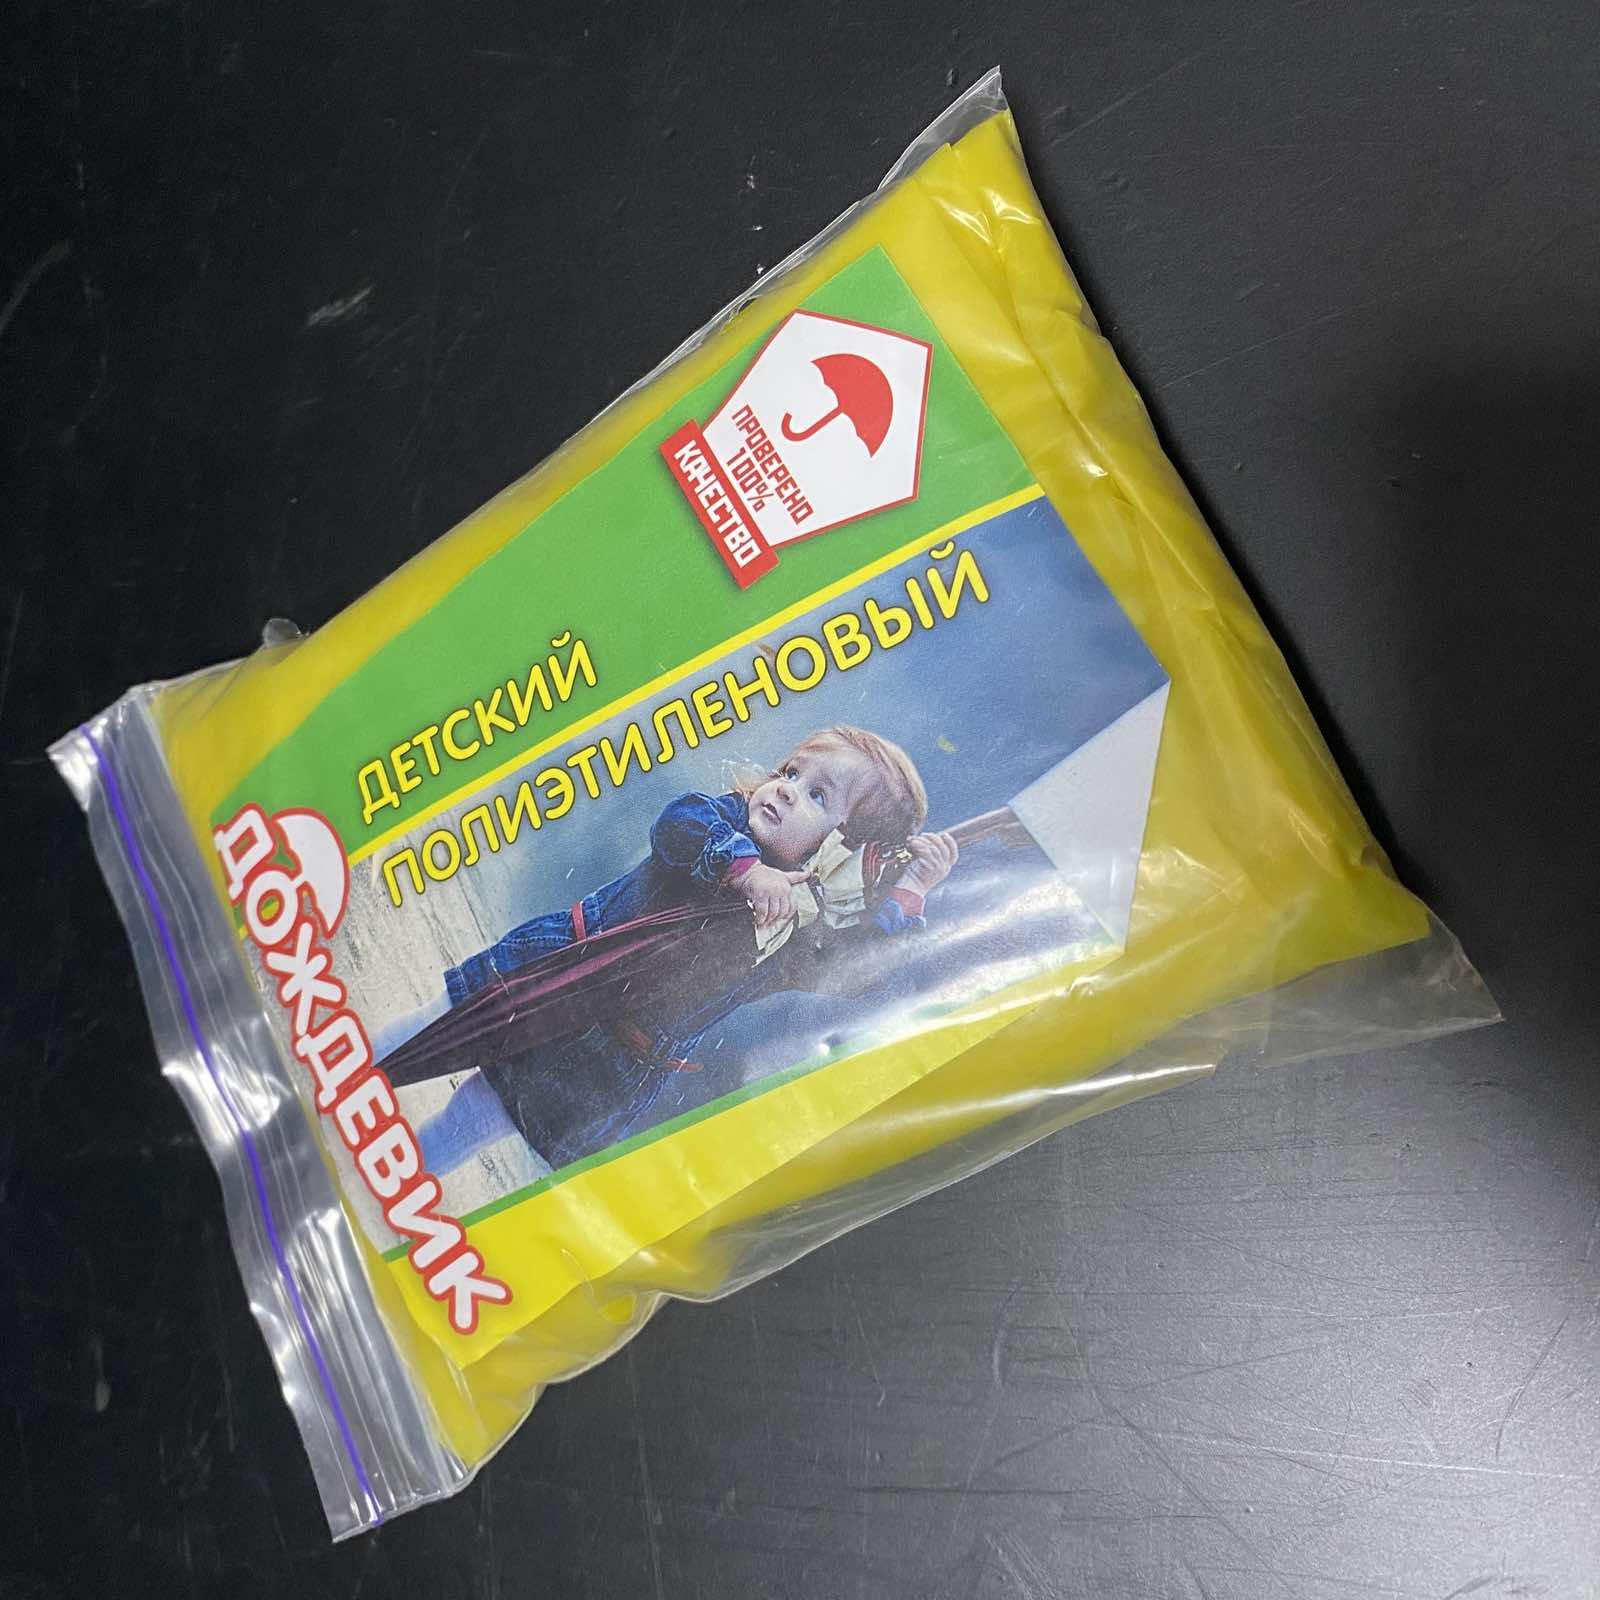 ДОЖДЕВИК
ДЕТСКИЙ
ПОЛИЭТИЛЕНОВЫЙ
ПРОВЕРЕНО
100%
КАЧЕСТВО